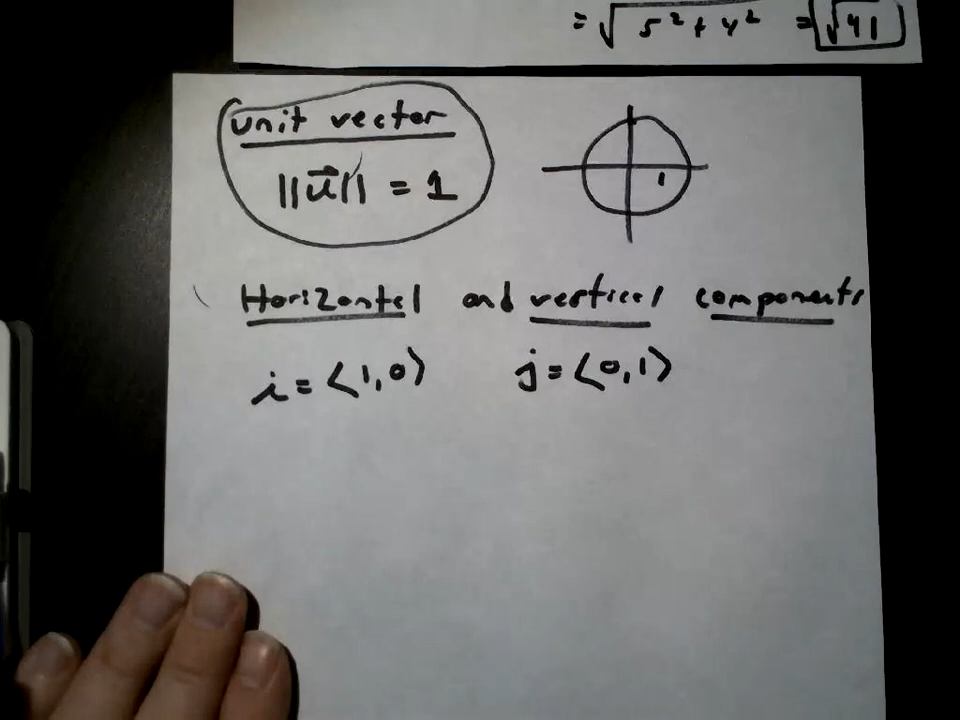 = √5² + 4² = √41
unit vector
||u⃗|| = 1
1
Horizontal and vertical components
i = ⟨1,0⟩ j = ⟨0,1⟩